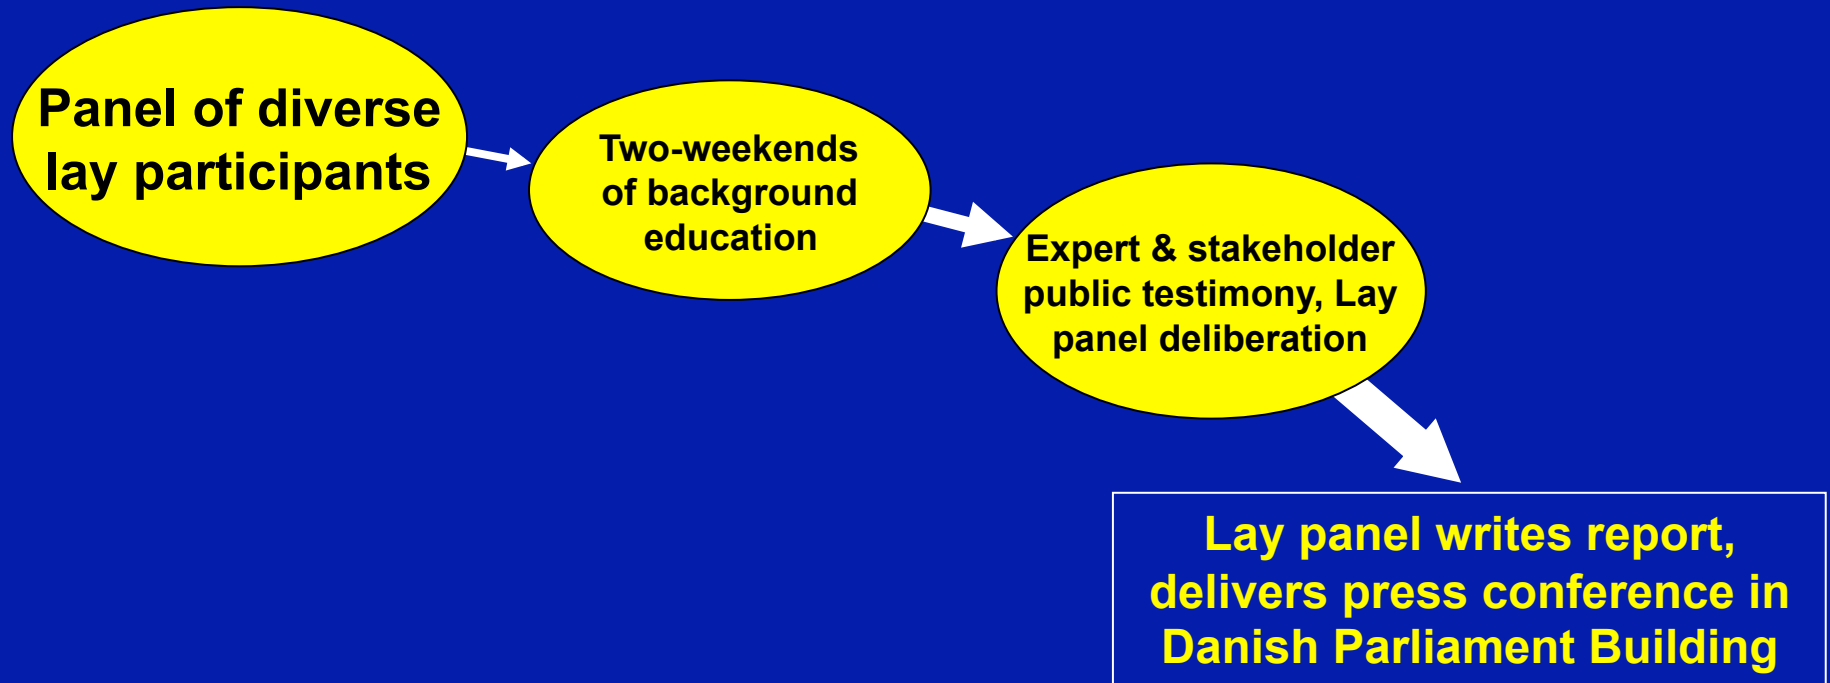 Panel of diverse
lay participants
Two-weekends
of background
education
Expert & stakeholder
public testimony, Lay
panel deliberation
Lay panel writes report,
delivers press conference in
Danish Parliament Building